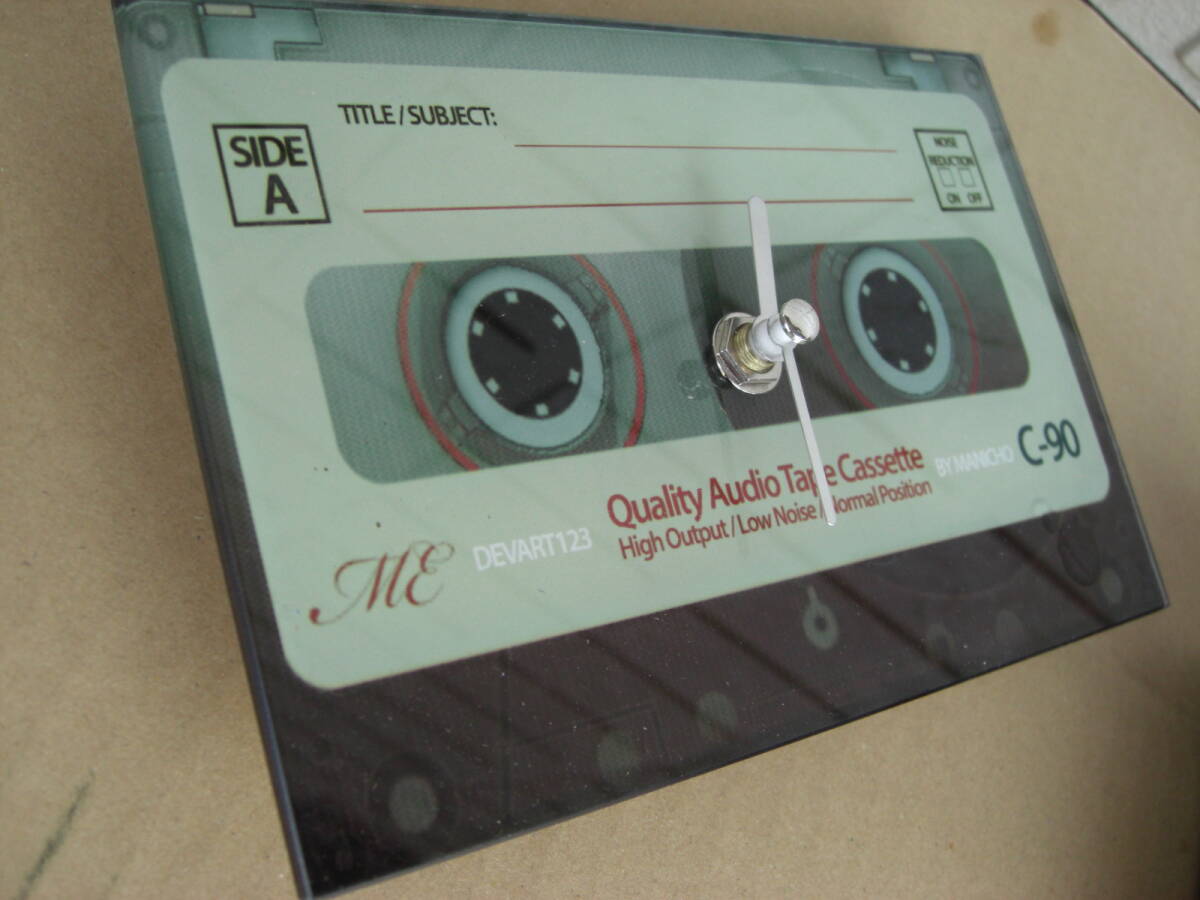 TITLE / SUBJECT:
SIDE
A
NOISE
REDUCTION
ON OFF
Quality Audio Tape Cassette
BY MANICHO
C-90
High Output / Low Noise / Normal Position
DEVART123
ME